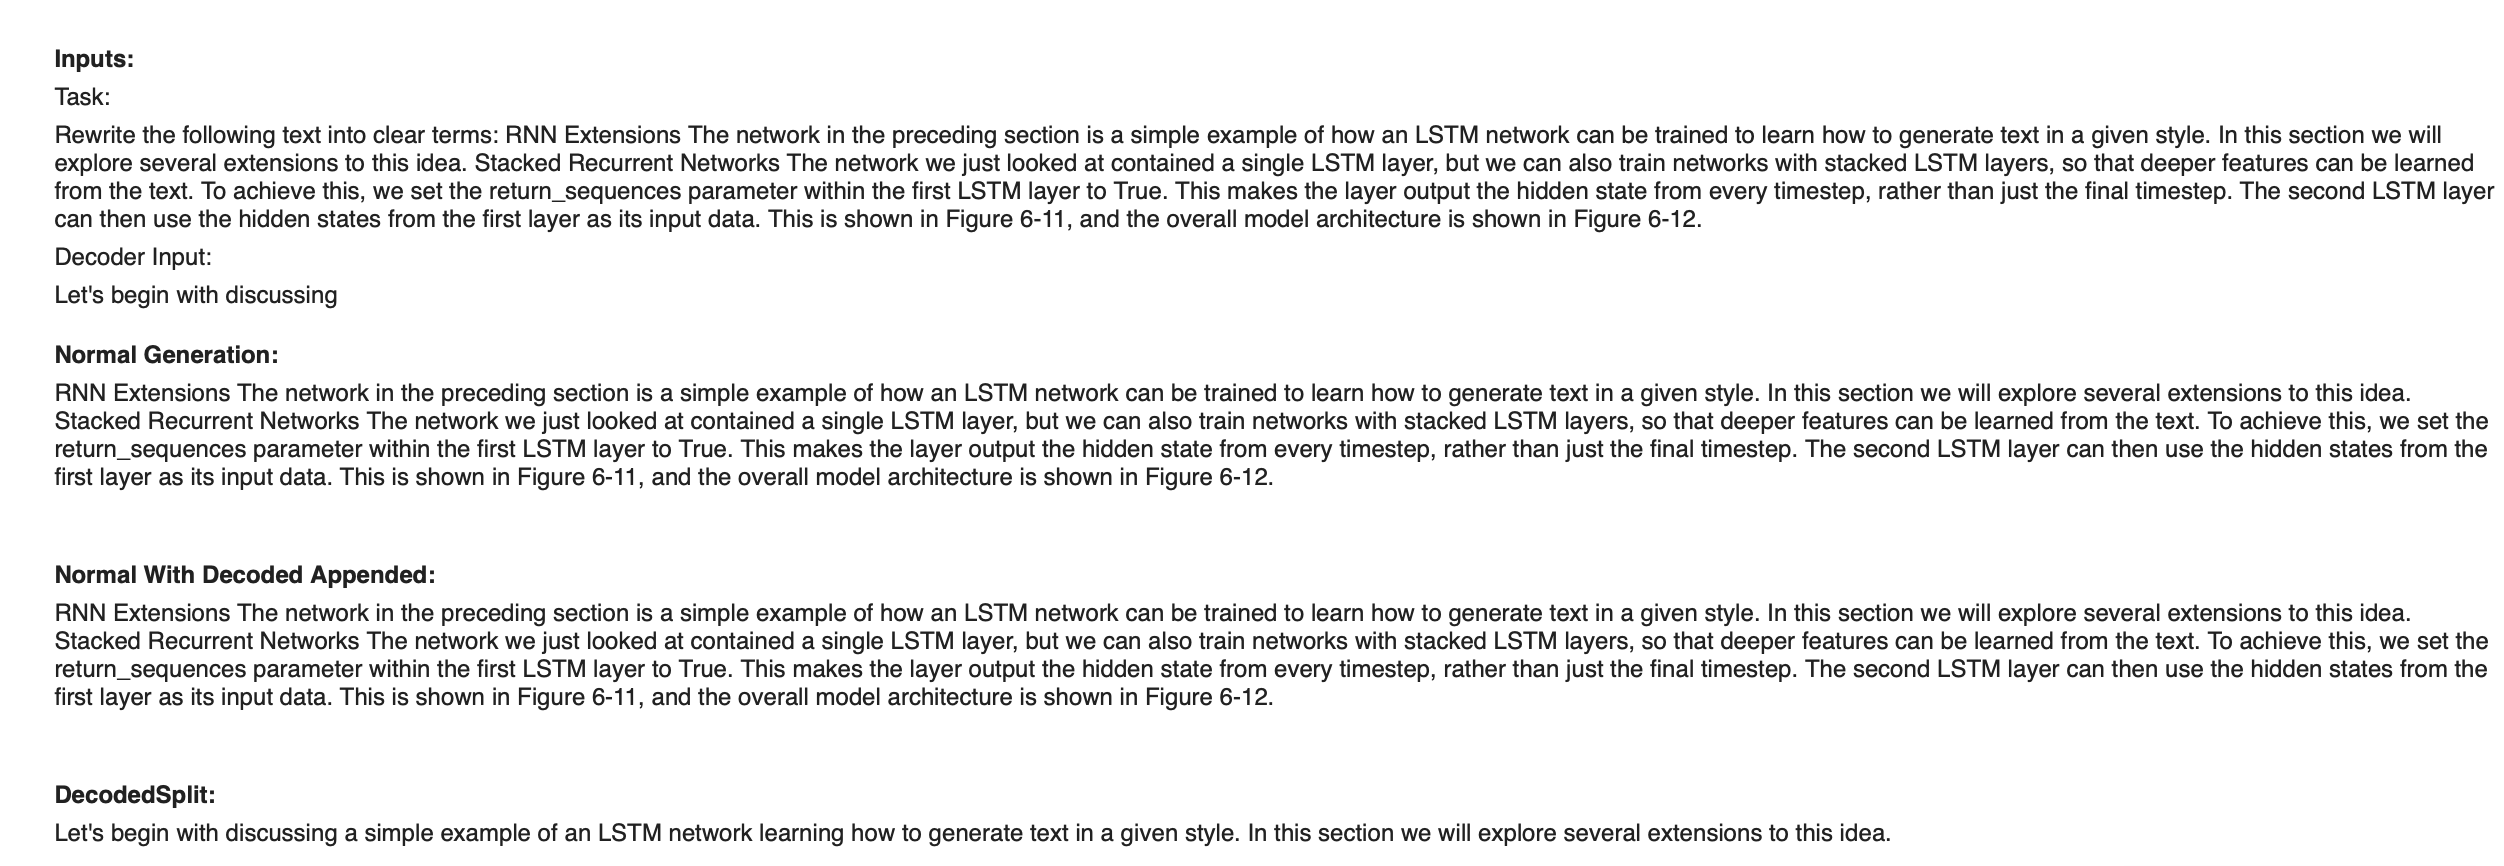 Inputs:
Task:
Rewrite the following text into clear terms: RNN Extensions The network in the preceding section is a simple example of how an LSTM network can be trained to learn how to generate text in a given style. In this section we will
explore several extensions to this idea. Stacked Recurrent Networks The network we just looked at contained a single LSTM layer, but we can also train networks with stacked LSTM layers, so that deeper features can be learned
from the text. To achieve this, we set the return_sequences parameter within the first LSTM layer to True. This makes the layer output the hidden state from every timestep, rather than just the final timestep. The second LSTM layer
can then use the hidden states from the first layer as its input data. This is shown in Figure 6-11, and the overall model architecture is shown in Figure 6-12.
Decoder Input:
Let's begin with discussing
Normal Generation:
RNN Extensions The network in the preceding section is a simple example of how an LSTM network can be trained to learn how to generate text in a given style. In this section we will explore several extensions to this idea.
Stacked Recurrent Networks The network we just looked at contained a single LSTM layer, but we can also train networks with stacked LSTM layers, so that deeper features can be learned from the text. To achieve this, we set the
return_sequences parameter within the first LSTM layer to True. This makes the layer output the hidden state from every timestep, rather than just the final timestep. The second LSTM layer can then use the hidden states from the
first layer as its input data. This is shown in Figure 6-11, and the overall model architecture is shown in Figure 6-12.
Normal With Decoded Appended:
RNN Extensions The network in the preceding section is a simple example of how an LSTM network can be trained to learn how to generate text in a given style. In this section we will explore several extensions to this idea.
Stacked Recurrent Networks The network we just looked at contained a single LSTM layer, but we can also train networks with stacked LSTM layers, so that deeper features can be learned from the text. To achieve this, we set the
return_sequences parameter within the first LSTM layer to True. This makes the layer output the hidden state from every timestep, rather than just the final timestep. The second LSTM layer can then use the hidden states from the
first layer as its input data. This is shown in Figure 6-11, and the overall model architecture is shown in Figure 6-12.
DecodedSplit:
Let's begin with discussing a simple example of an LSTM network learning how to generate text in a given style. In this section we will explore several extensions to this idea.